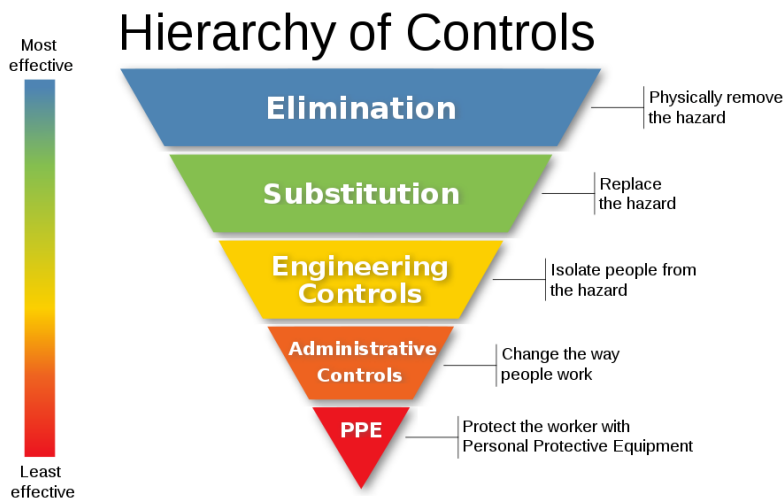 Hierarchy of Controls
Most
effective
Elimination
Physically remove
the hazard
Substitution
Replace
the hazard
Engineering
Controls
Isolate people from
the hazard
Administrative
Controls
Change the way
people work
PPE
Protect the worker with
Personal Protective Equipment
Least
effective